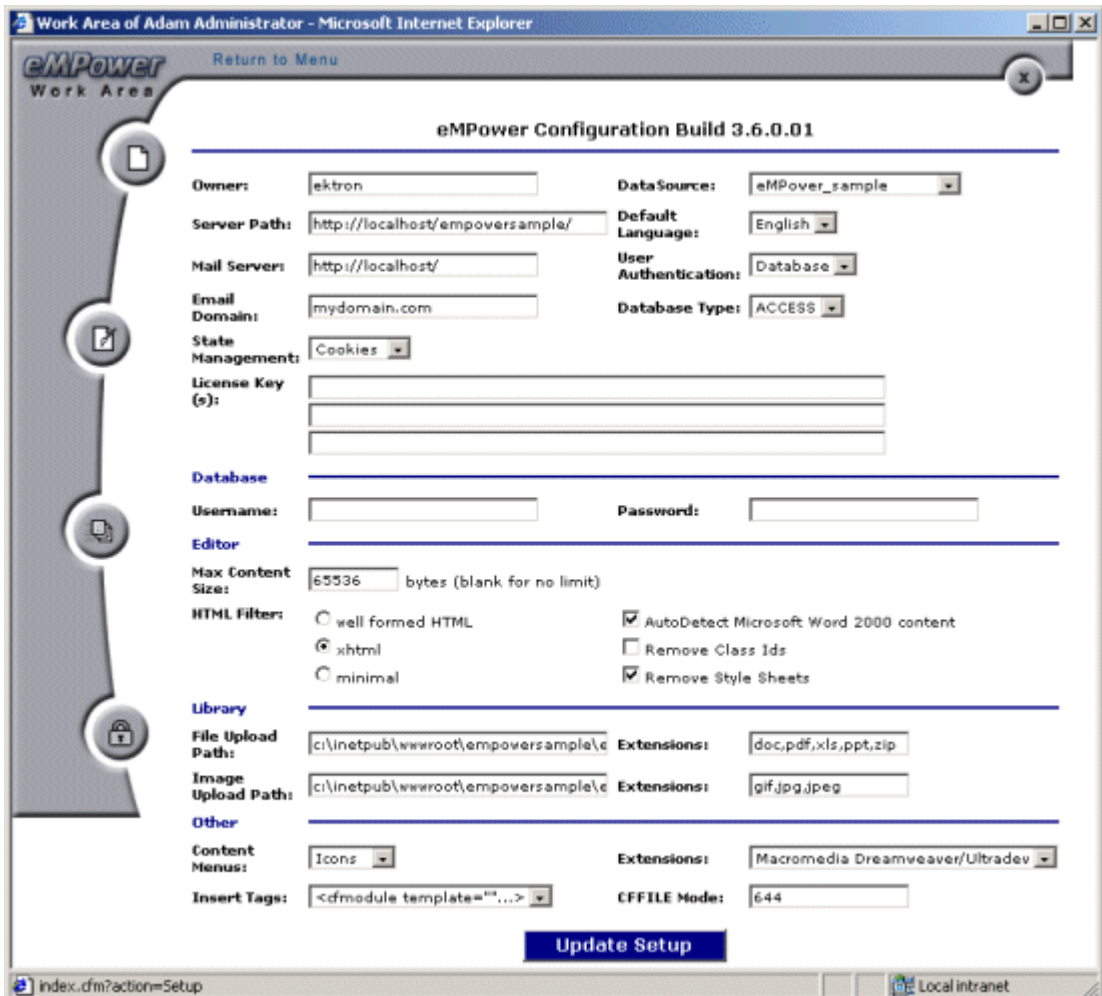 Work Area of Adam Administrator - Microsoft Internet Explorer
eMPower
Work Area
Return to Menu
x
eMPower Configuration Build 3.6.0.01
Owner: ektron DataSource: eMPower_sample
Server Path: http://localhost/empowersample/ Default Language: English
Mail Server: http://localhost/ User Authentication: Database
Email Domain: mydomain.com Database Type: ACCESS
State Management: Cookies
License Key (s):
Database
Username: Password:
Editor
Max Content Size: 65536 bytes (blank for no limit)
HTML Filter: well formed HTML AutoDetect Microsoft Word 2000 content
xhtml Remove Class Ids
minimal Remove Style Sheets
Library
File Upload Path: c:\inetpub\wwwroot\empowersample\e Extensions: doc,pdf,xls,ppt,zip
Image Upload Path: c:\inetpub\wwwroot\empowersample\e Extensions: gif,jpg,jpeg
Other
Content Menus: Icons Extensions: Macromedia Dreamweaver/Ultradev
Insert Tags: <cfmodule template=""...> CFFILE Mode: 644
Update Setup
index.cfm?action=Setup Local intranet